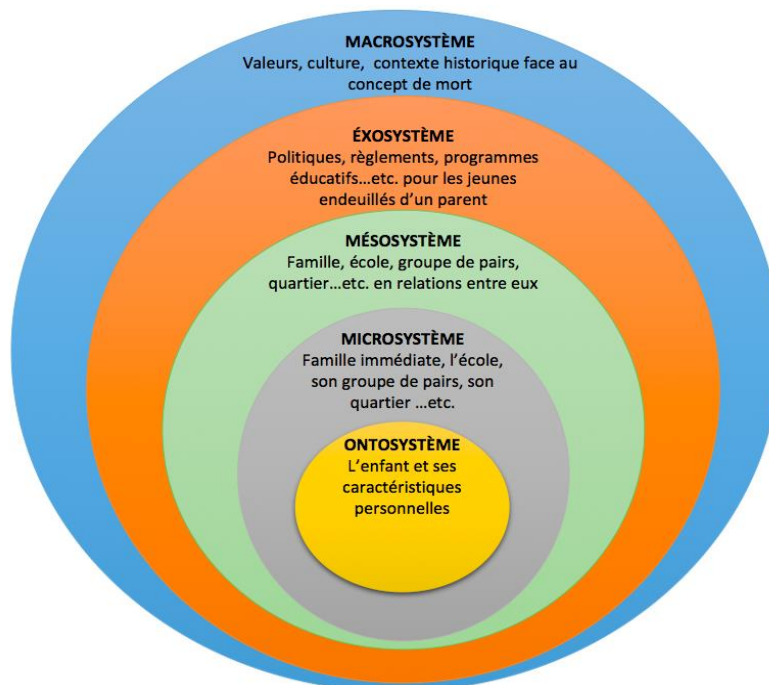 MACROSYSTÈME
Valeurs, culture, contexte historique face au
concept de mort
ÉXOSYSTÈME
Politiques, règlements, programmes
éducatifs...etc. pour les jeunes
endeuillés d'un parent
MÉSOSYSTÈME
Famille, école, groupe de pairs,
quartier...etc. en relations entre eux
MICROSYSTÈME
Famille immédiate, l'école,
son groupe de pairs, son
quartier ...etc.
ONTOSYSTÈME
L'enfant et ses
caractéristiques
personnelles